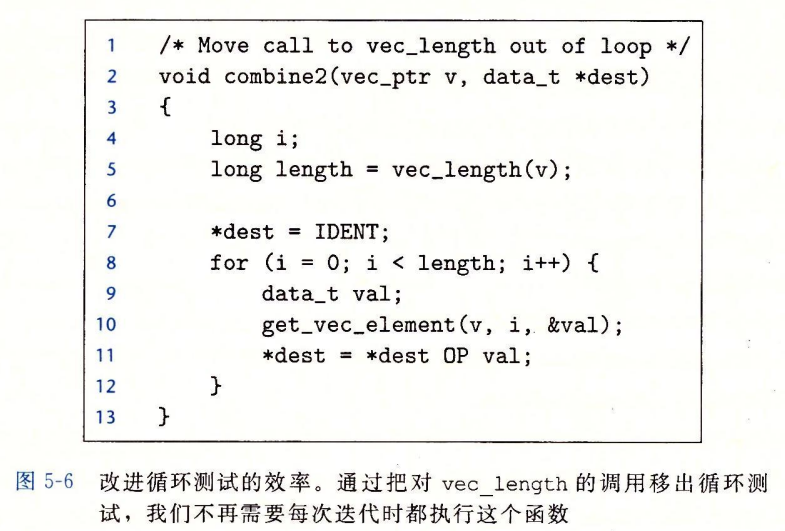 1 /* Move call to vec_length out of loop */
2 void combine2(vec_ptr v, data_t *dest)
3 {
4     long i;
5     long length = vec_length(v);
6
7     *dest = IDENT;
8     for (i = 0; i < length; i++) {
9         data_t val;
10         get_vec_element(v, i, &val);
11         *dest = *dest OP val;
12     }
13 }
图 5-6 改进循环测试的效率。通过把对 vec_length 的调用移出循环测
试，我们不再需要每次迭代时都执行这个函数